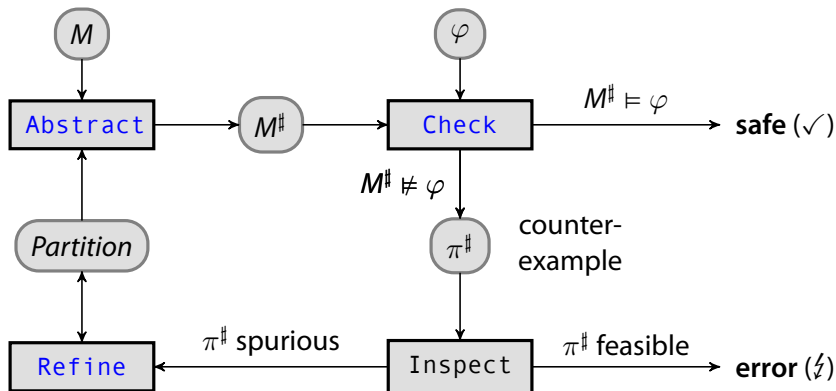 M
φ
Abstract
M♯
Check
M♯ ⊨ φ
safe (✓)
M♯ ⊭ φ
Partition
π♯
counter-
example
Refine
π♯ spurious
Inspect
π♯ feasible
error (↯)